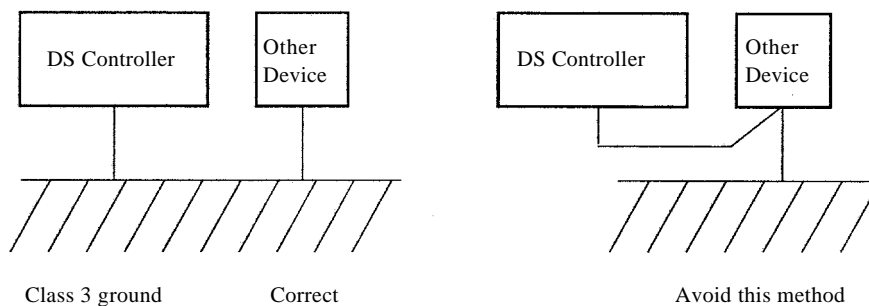 DS Controller
Other
Device
DS Controller
Other
Device
Class 3 ground
Correct
Avoid this method